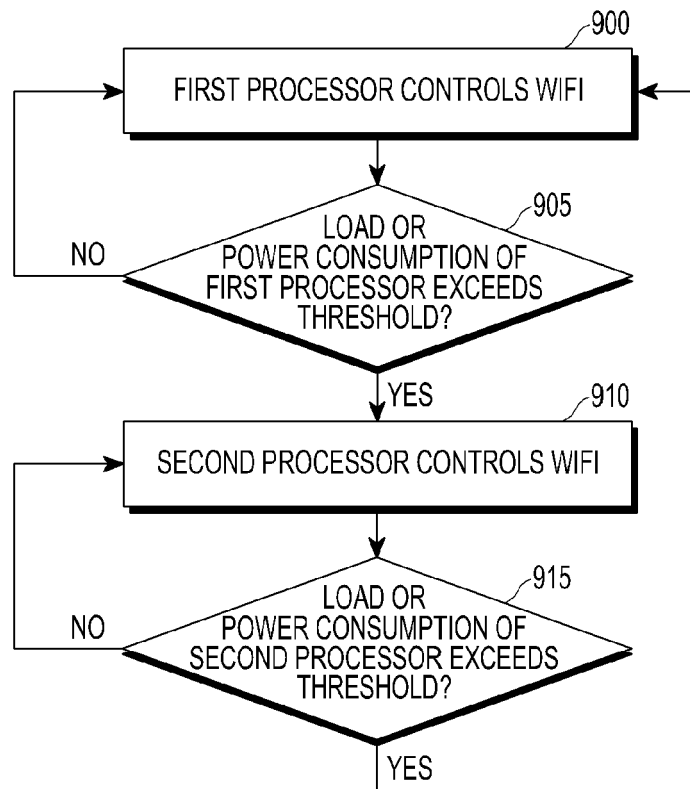 900
FIRST PROCESSOR CONTROLS WIFI
905
LOAD OR
POWER CONSUMPTION OF
FIRST PROCESSOR EXCEEDS
THRESHOLD?
NO
YES
910
SECOND PROCESSOR CONTROLS WIFI
915
LOAD OR
POWER CONSUMPTION OF
SECOND PROCESSOR EXCEEDS
THRESHOLD?
NO
YES